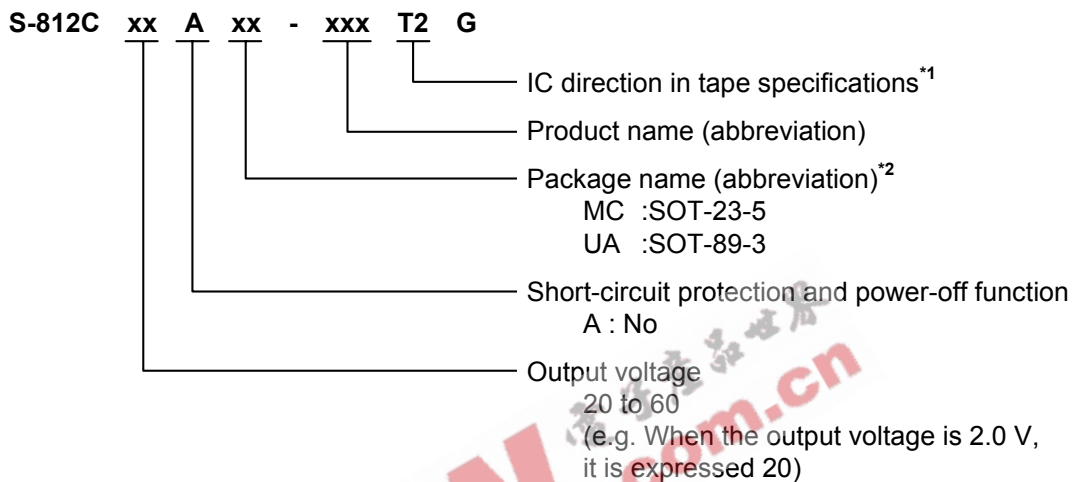 S-812C xx A xx - xxx T2 G
IC direction in tape specifications*1
Product name (abbreviation)
Package name (abbreviation)*2
MC :SOT-23-5
UA :SOT-89-3
Short-circuit protection and power-off function
A : No
Output voltage
20 to 60
(e.g. When the output voltage is 2.0 V,
it is expressed 20)
.com.cn